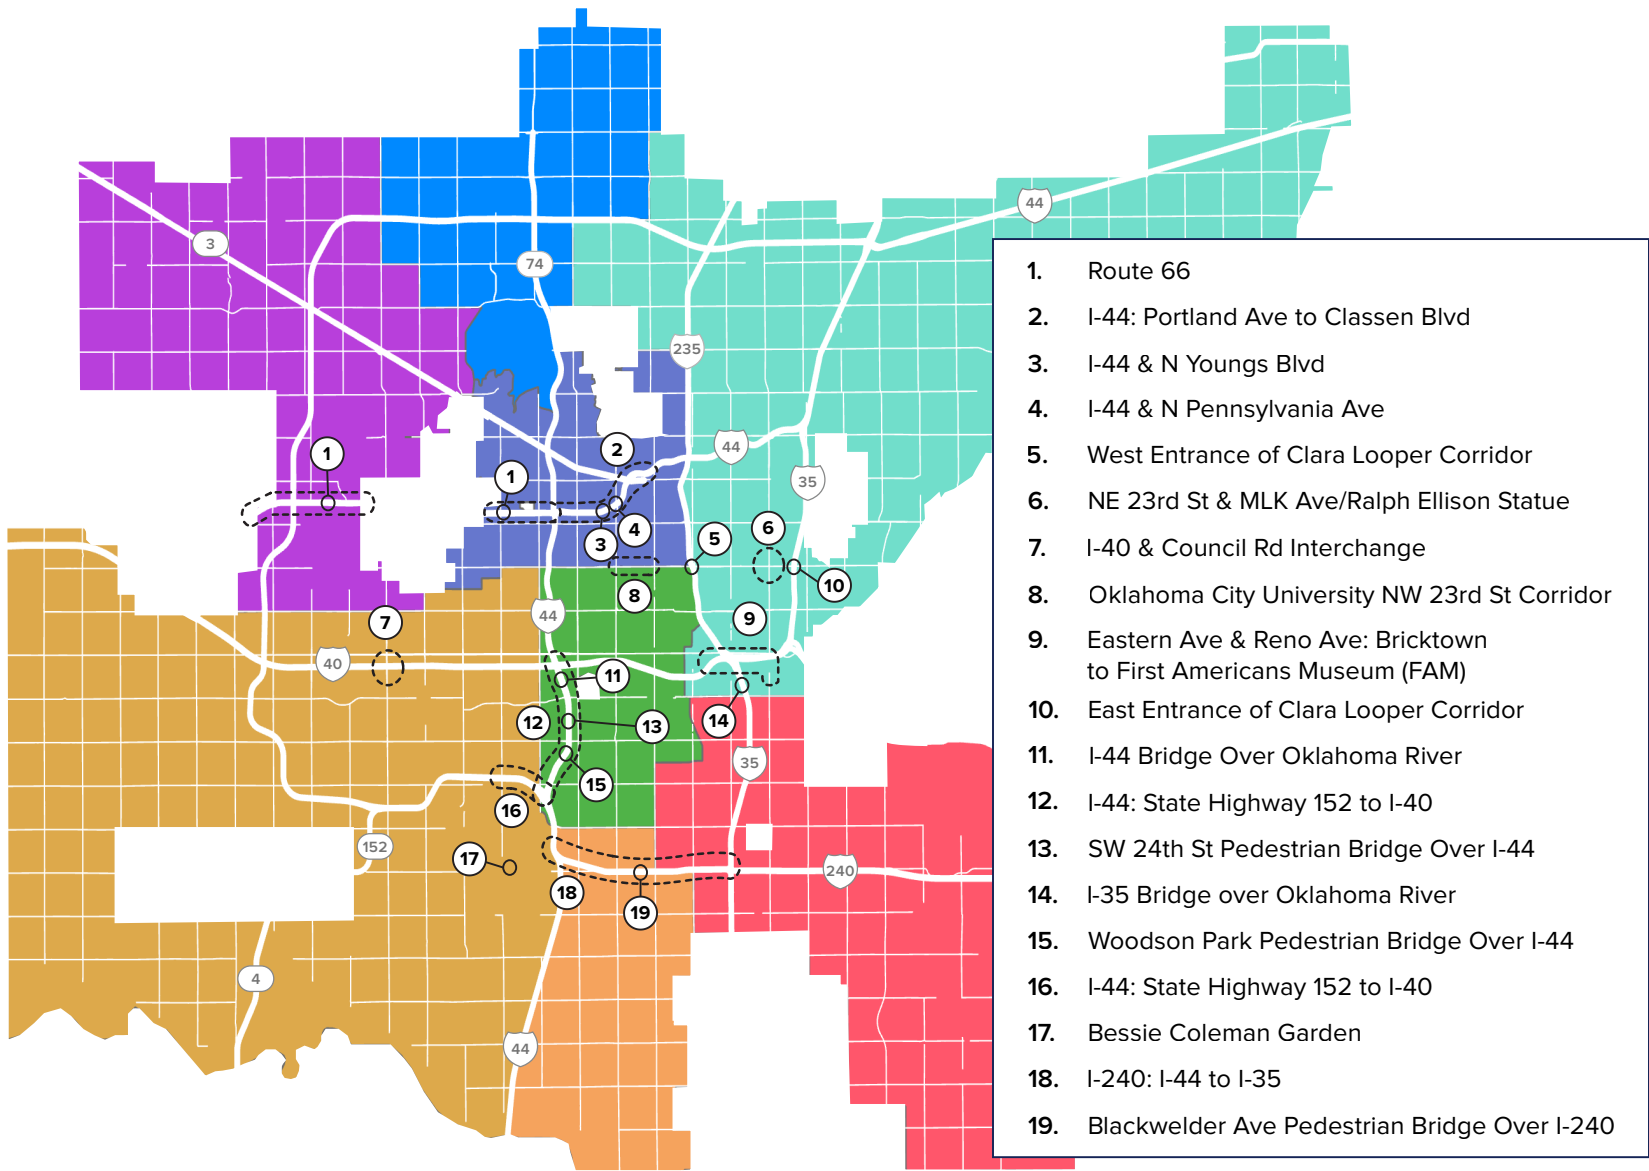 3
74
44
235
1
2
44
1
35
3
4
5
6
10
8
44
9
7
40
11
12
13
14
35
15
16
152
17
240
18
19
4
44
1. Route 66
2. I-44: Portland Ave to Classen Blvd
3. I-44 & N Youngs Blvd
4. I-44 & N Pennsylvania Ave
5. West Entrance of Clara Looper Corridor
6. NE 23rd St & MLK Ave/Ralph Ellison Statue
7. I-40 & Council Rd Interchange
8. Oklahoma City University NW 23rd St Corridor
9. Eastern Ave & Reno Ave: Bricktown
to First Americans Museum (FAM)
10. East Entrance of Clara Looper Corridor
11. I-44 Bridge Over Oklahoma River
12. I-44: State Highway 152 to I-40
13. SW 24th St Pedestrian Bridge Over I-44
14. I-35 Bridge over Oklahoma River
15. Woodson Park Pedestrian Bridge Over I-44
16. I-44: State Highway 152 to I-40
17. Bessie Coleman Garden
18. I-240: I-44 to I-35
19. Blackwelder Ave Pedestrian Bridge Over I-240